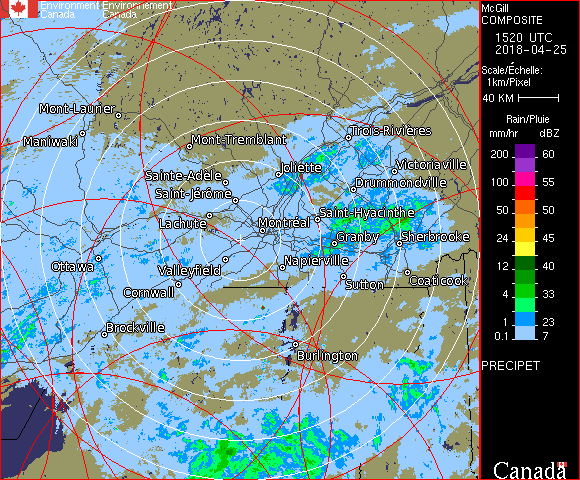 Environment Environnement
Canada Canada
McGill
COMPOSITE
1520 UTC
2018-04-25
Scale/Échelle:
1km/Pixel
40 KM
Rain/Pluie
mm/hr dBZ
200 60
100 55
50 50
24 45
12 40
4 33
1 23
0.1 7
PRECIPET
Canada
Mont-Laurier
Maniwaki
Mont-Tremblant
Trois-Rivières
Joliette
Victoriaville
Sainte-Adèle
Drummondville
Saint-Jérôme
Saint-Hyacinthe
Lachute
Montréal
Granby
Sherbrooke
Ottawa
Valleyfield
Napierville
Coaticook
Cornwall
Sutton
Brockville
Burlington